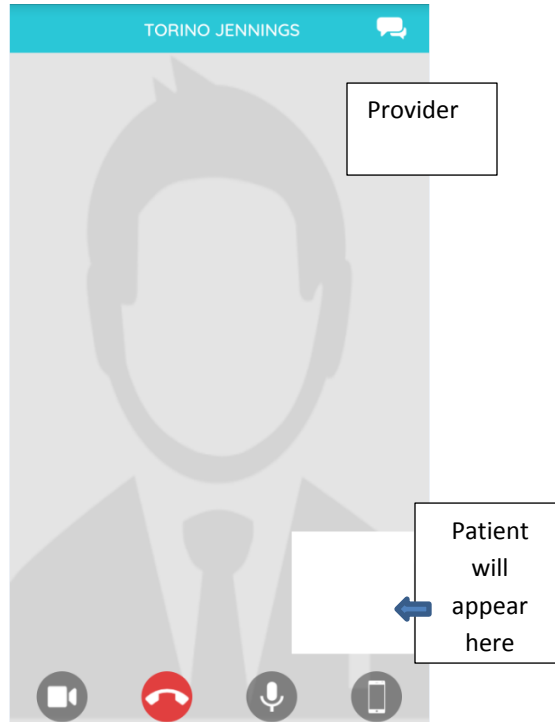 TORINO JENNINGS
Provider
Patient
will
appear
here